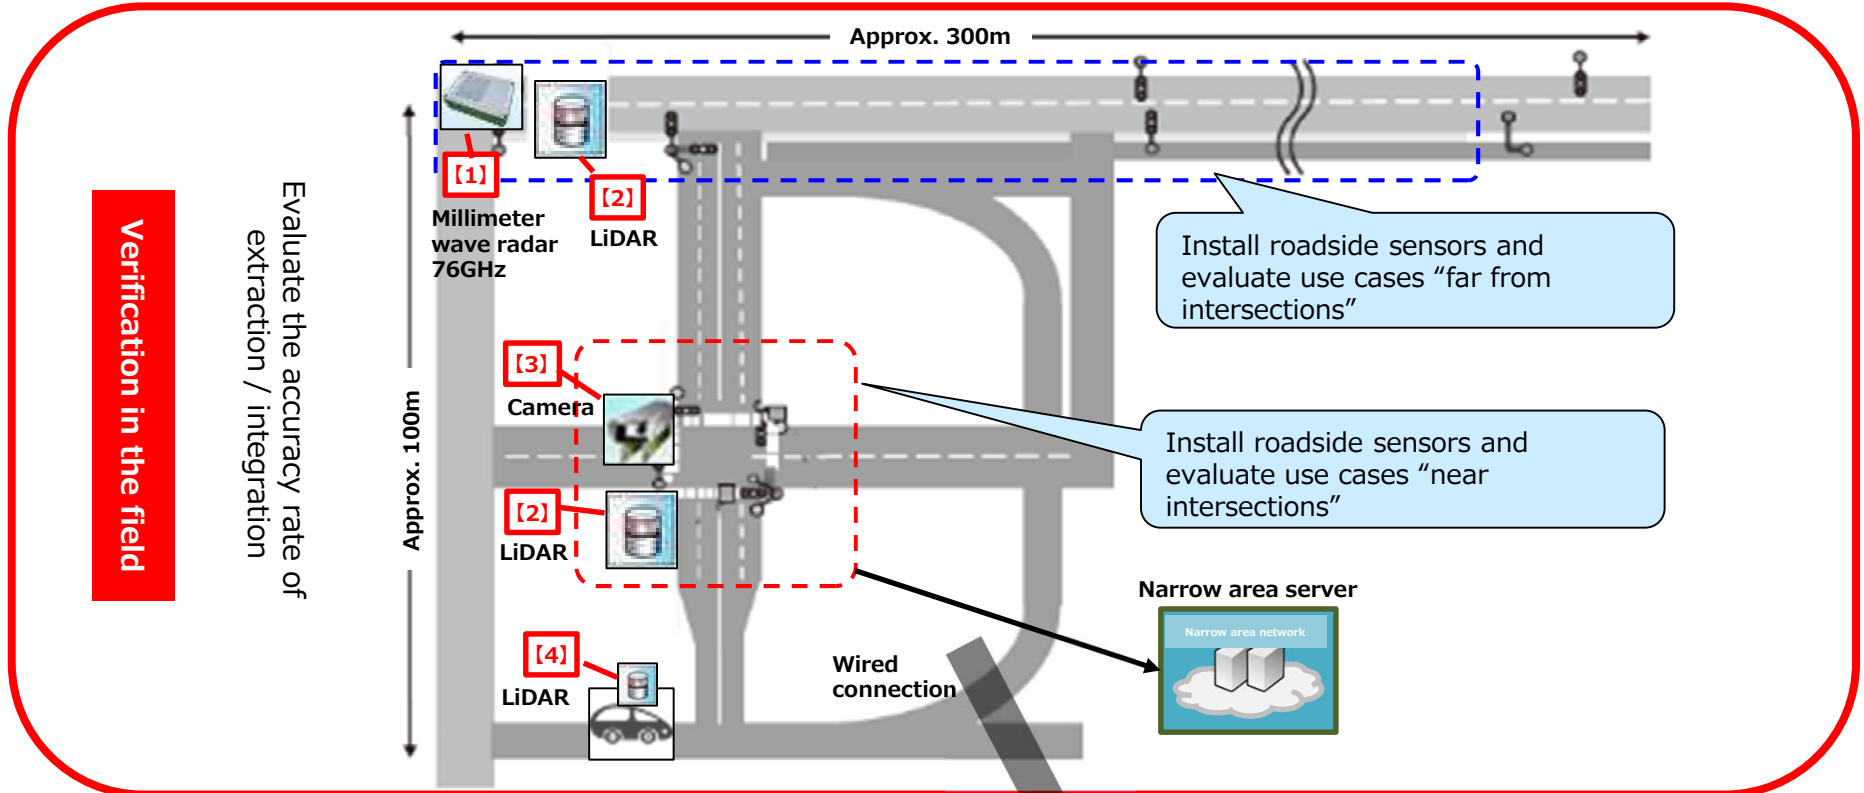 Verification in the field
Evaluate the accuracy rate of
extraction / integration
Approx. 300m
Approx. 100m
【1】
Millimeter
wave radar
76GHz
【2】
LiDAR
Install roadside sensors and
evaluate use cases “far from
intersections”
【3】
Camera
Install roadside sensors and
evaluate use cases “near
intersections”
【2】
LiDAR
【4】
LiDAR
Wired
connection
Narrow area server
Narrow area network